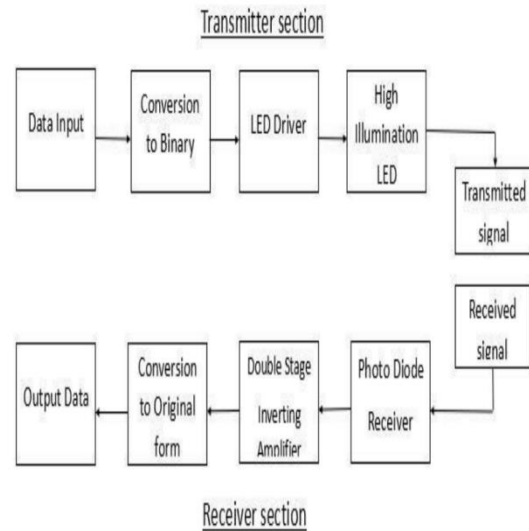 Transmitter section
Data Input
Conversion
to Binary
LED Driver
High
Illumination
LED
Transmitted
signal
Received
signal
Photo Diode
Receiver
Double Stage
Inverting
Amplifier
Conversion
to Original
form
Output Data
Receiver section